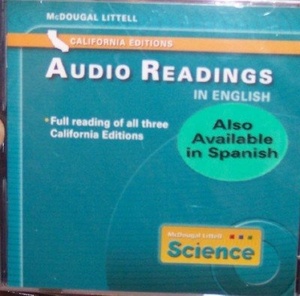 McDOUGAL LITTELL
CALIFORNIA EDITIONS
AUDIO READINGS
IN ENGLISH
•Full reading of all three
California Editions
Also
Available
in Spanish
McDougal Littell
Science